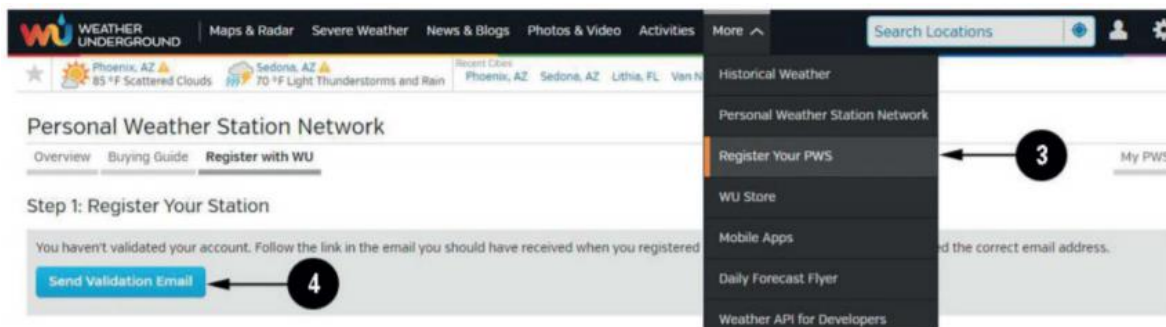 WEATHER UNDERGROUND
Maps & Radar Severe Weather News & Blogs Photos & Video Activities More Search Locations
Phoenix, AZ
85 °F Scattered Clouds
Sedona, AZ
70 °F Light Thunderstorms and Rain
Recent Cities
Phoenix, AZ Sedona, AZ Lithia, FL Van N
Historical Weather
Personal Weather Station Network
Register Your PWS
WU Store
Mobile Apps
Daily Forecast Flyer
Weather API for Developers
3
Personal Weather Station Network
Overview Buying Guide Register with WU
My PWS
Step 1: Register Your Station
You haven't validated your account. Follow the link in the email you should have received when you registered
ed the correct email address.
Send Validation Email
4